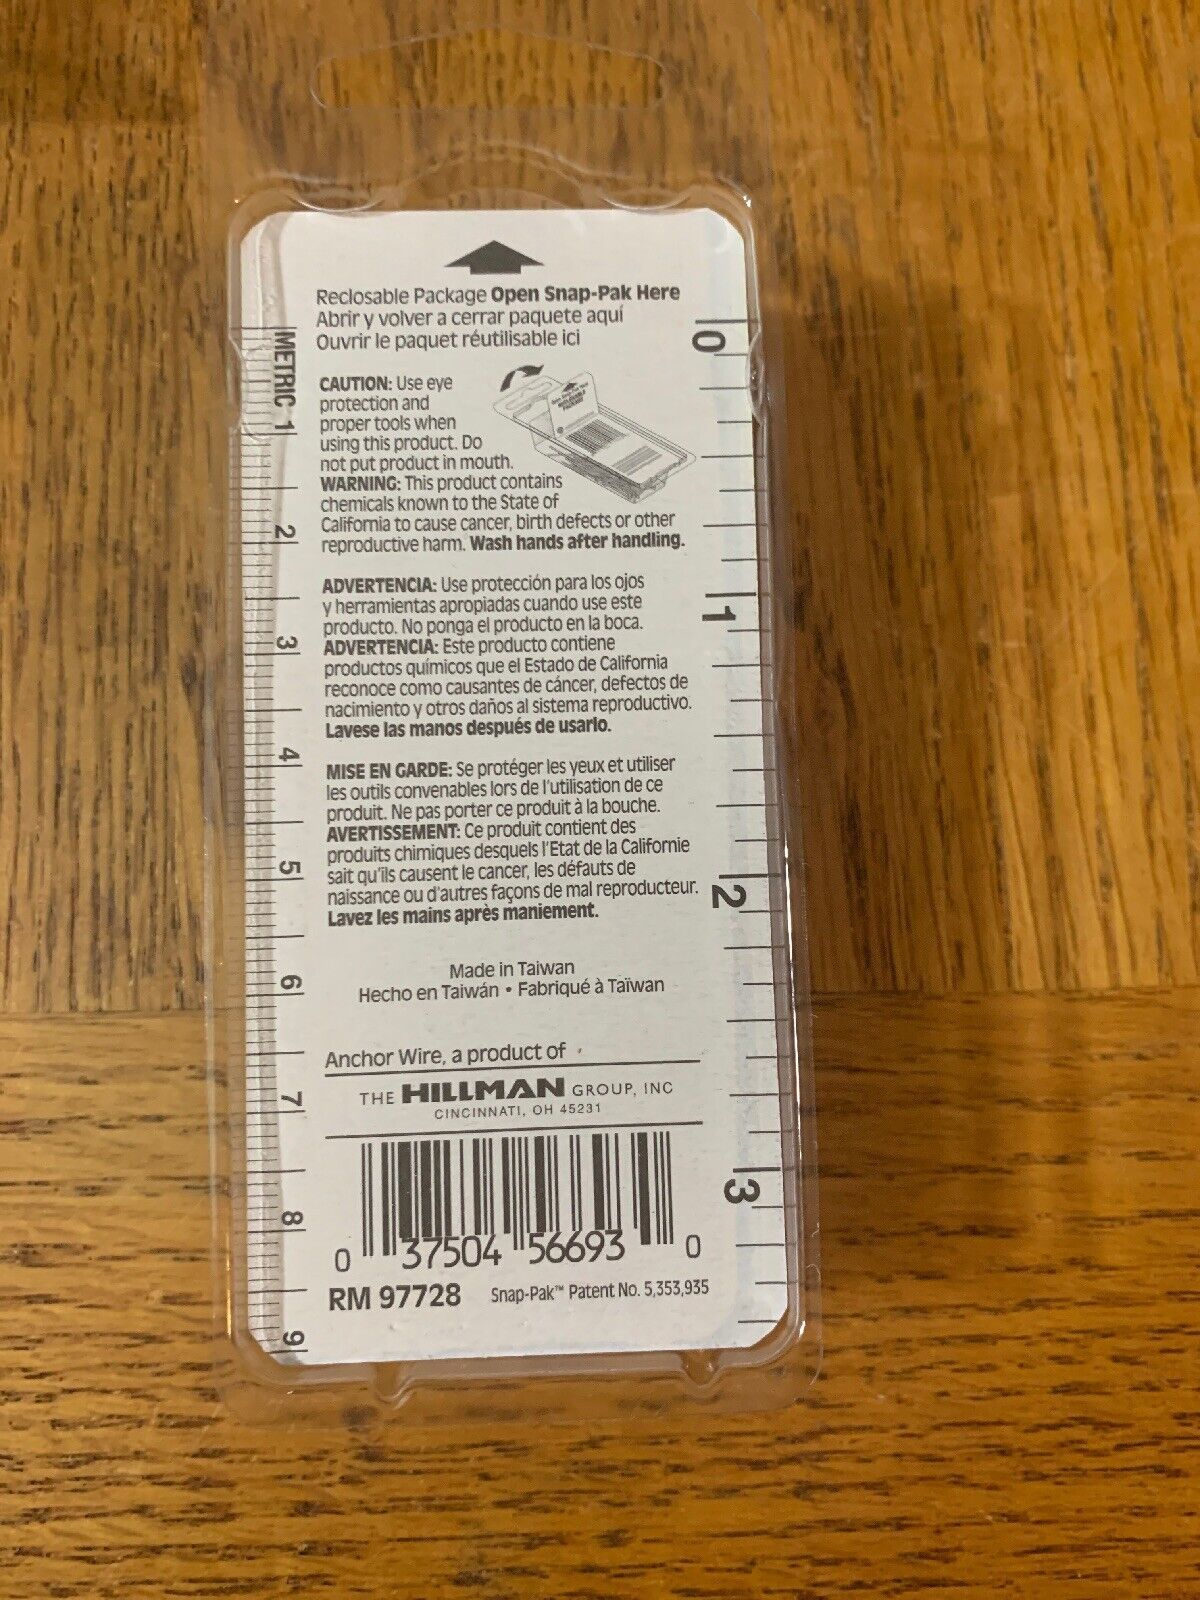 Reclosable Package Open Snap-Pak Here
Abrir y volver a cerrar paquete aquí
Ouvrir le paquet réutilisable ici
CAUTION: Use eye
protection and
proper tools when
using this product. Do
not put product in mouth.
WARNING: This product contains
chemicals known to the State of
California to cause cancer, birth defects or other
reproductive harm. Wash hands after handling.
ADVERTENCIA: Use protección para los ojos
y herramientas apropiadas cuando use este
producto. No ponga el producto en la boca.
ADVERTENCIA: Este producto contiene
productos químicos que el Estado de California
reconoce como causantes de cáncer, defectos de
nacimiento y otros daños al sistema reproductivo.
Lavese las manos después de usarlo.
MISE EN GARDE: Se protéger les yeux et utiliser
les outils convenables lors de l'utilisation de ce
produit. Ne pas porter ce produit à la bouche.
AVERTISSEMENT: Ce produit contient des
produits chimiques desquels l'Etat de la Californie
sait qu'ils causent le cancer, les défauts de
naissance ou d'autres façons de mal reproducteur.
Lavez les mains après maniement.
Made in Taiwan
Hecho en Taiwán • Fabriqué à Taïwan
Anchor Wire, a product of
THE HILLMAN GROUP, INC
CINCINNATI, OH 45231
0 37504 56693 0
RM 97728 Snap-Pak™ Patent No. 5,353,935
METRIC 1
2
3
4
5
6
7
8
9
0
1
2
3